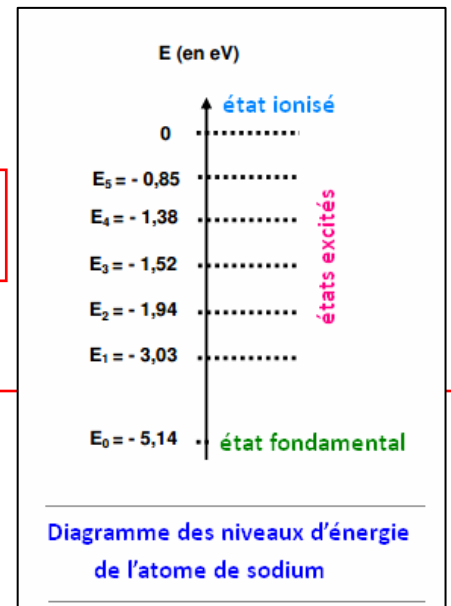 E (en eV)
état ionisé
0
E₅ = - 0,85
E₄ = - 1,38
E₃ = - 1,52
E₂ = - 1,94
E₁ = - 3,03
états excités
E₀ = - 5,14 état fondamental
Diagramme des niveaux d'énergie
de l'atome de sodium